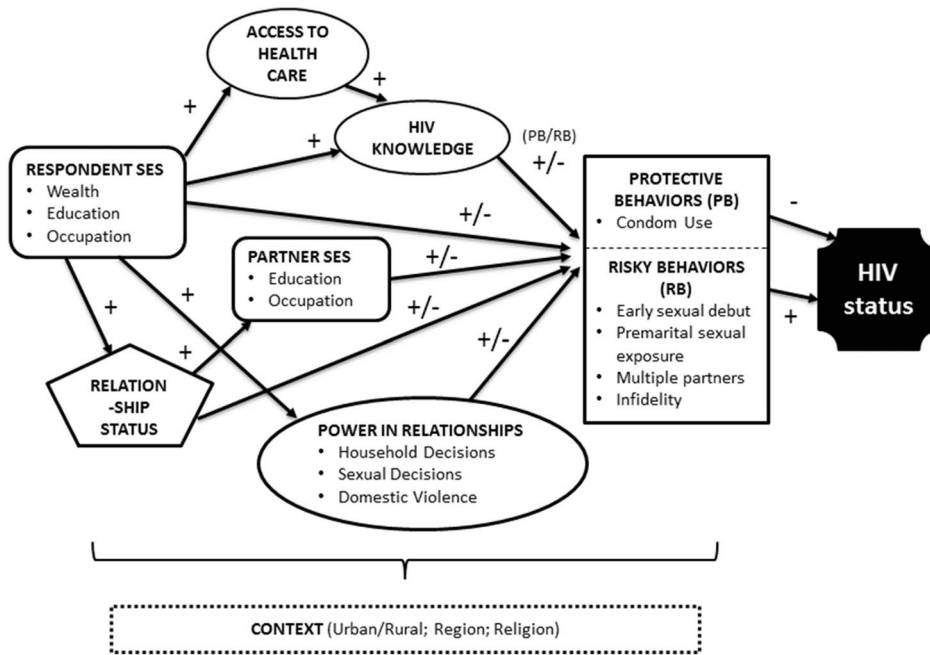 ACCESS TO
HEALTH
CARE
+
+
+
HIV
KNOWLEDGE
(PB/RB)
+/-
RESPONDENT SES
• Wealth
• Education
• Occupation
+/-
PARTNER SES
• Education
• Occupation
+/-
+/-
+/-
+
+
+
RELATION
-SHIP
STATUS
POWER IN RELATIONSHIPS
• Household Decisions
• Sexual Decisions
• Domestic Violence
PROTECTIVE
BEHAVIORS (PB)
• Condom Use
RISKY BEHAVIORS
(RB)
• Early sexual debut
• Premarital sexual
exposure
• Multiple partners
• Infidelity
-
+
HIV
status
CONTEXT (Urban/Rural; Region; Religion)